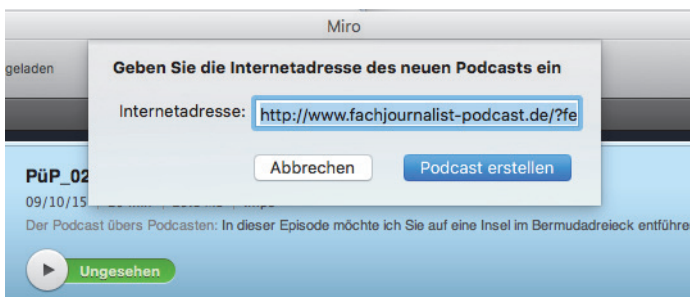 Miro
geladen
Geben Sie die Internetadresse des neuen Podcasts ein
Internetadresse: http://www.fachjournalist-podcast.de/?fe
Abbrechen Podcast erstellen
PüP_02
09/10/15
Der Podcast übers Podcasten: In dieser Episode möchte ich Sie auf eine Insel im Bermudadreieck entführe
Ungesehen